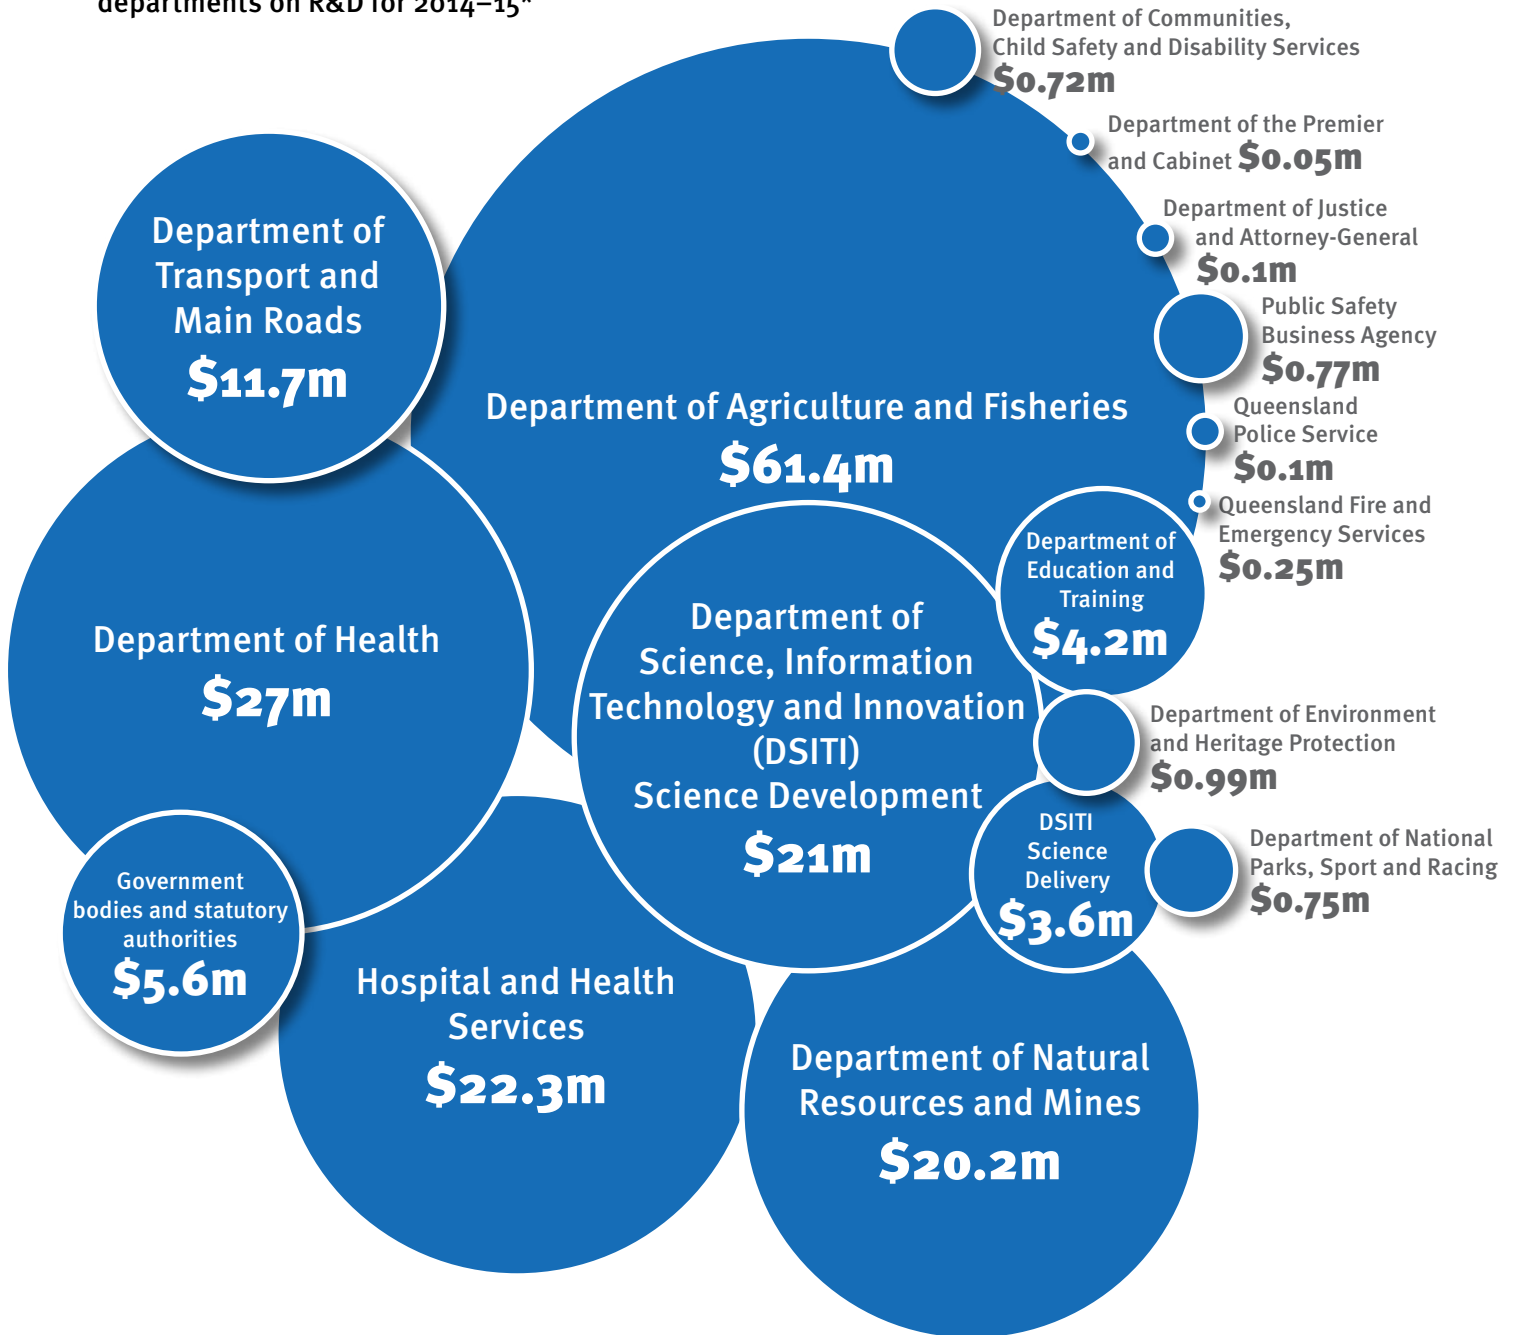 departments on R&D for 2014–15*
Department of Communities,
Child Safety and Disability Services
$0.72m
Department of the Premier
and Cabinet $0.05m
Department of Justice
and Attorney-General
$0.1m
Public Safety
Business Agency
$0.77m
Queensland
Police Service
$0.1m
Queensland Fire and
Emergency Services
$0.25m
Department of
Transport and
Main Roads
$11.7m
Department of Agriculture and Fisheries
$61.4m
Department of
Education and
Training
$4.2m
Department of Health
$27m
Department of
Science, Information
Technology and Innovation
(DSITI)
Science Development
$21m
Department of Environment
and Heritage Protection
$0.99m
DSITI
Science
Delivery
$3.6m
Department of National
Parks, Sport and Racing
$0.75m
Government
bodies and statutory
authorities
$5.6m
Hospital and Health
Services
$22.3m
Department of Natural
Resources and Mines
$20.2m